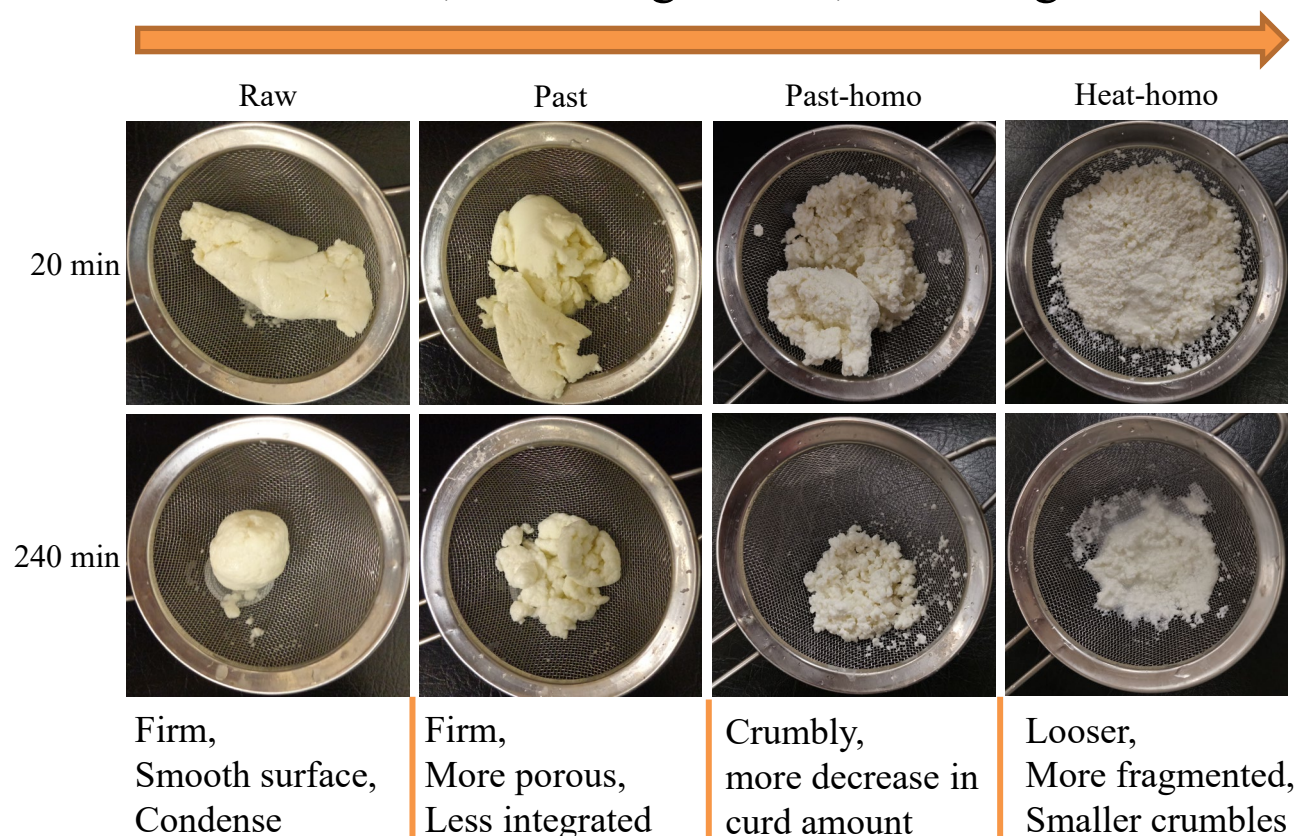 Raw
Past
Past-homo
Heat-homo
20 min
240 min
Firm,
Smooth surface,
Condense
Firm,
More porous,
Less integrated
Crumbly,
more decrease in
curd amount
Looser,
More fragmented,
Smaller crumbles